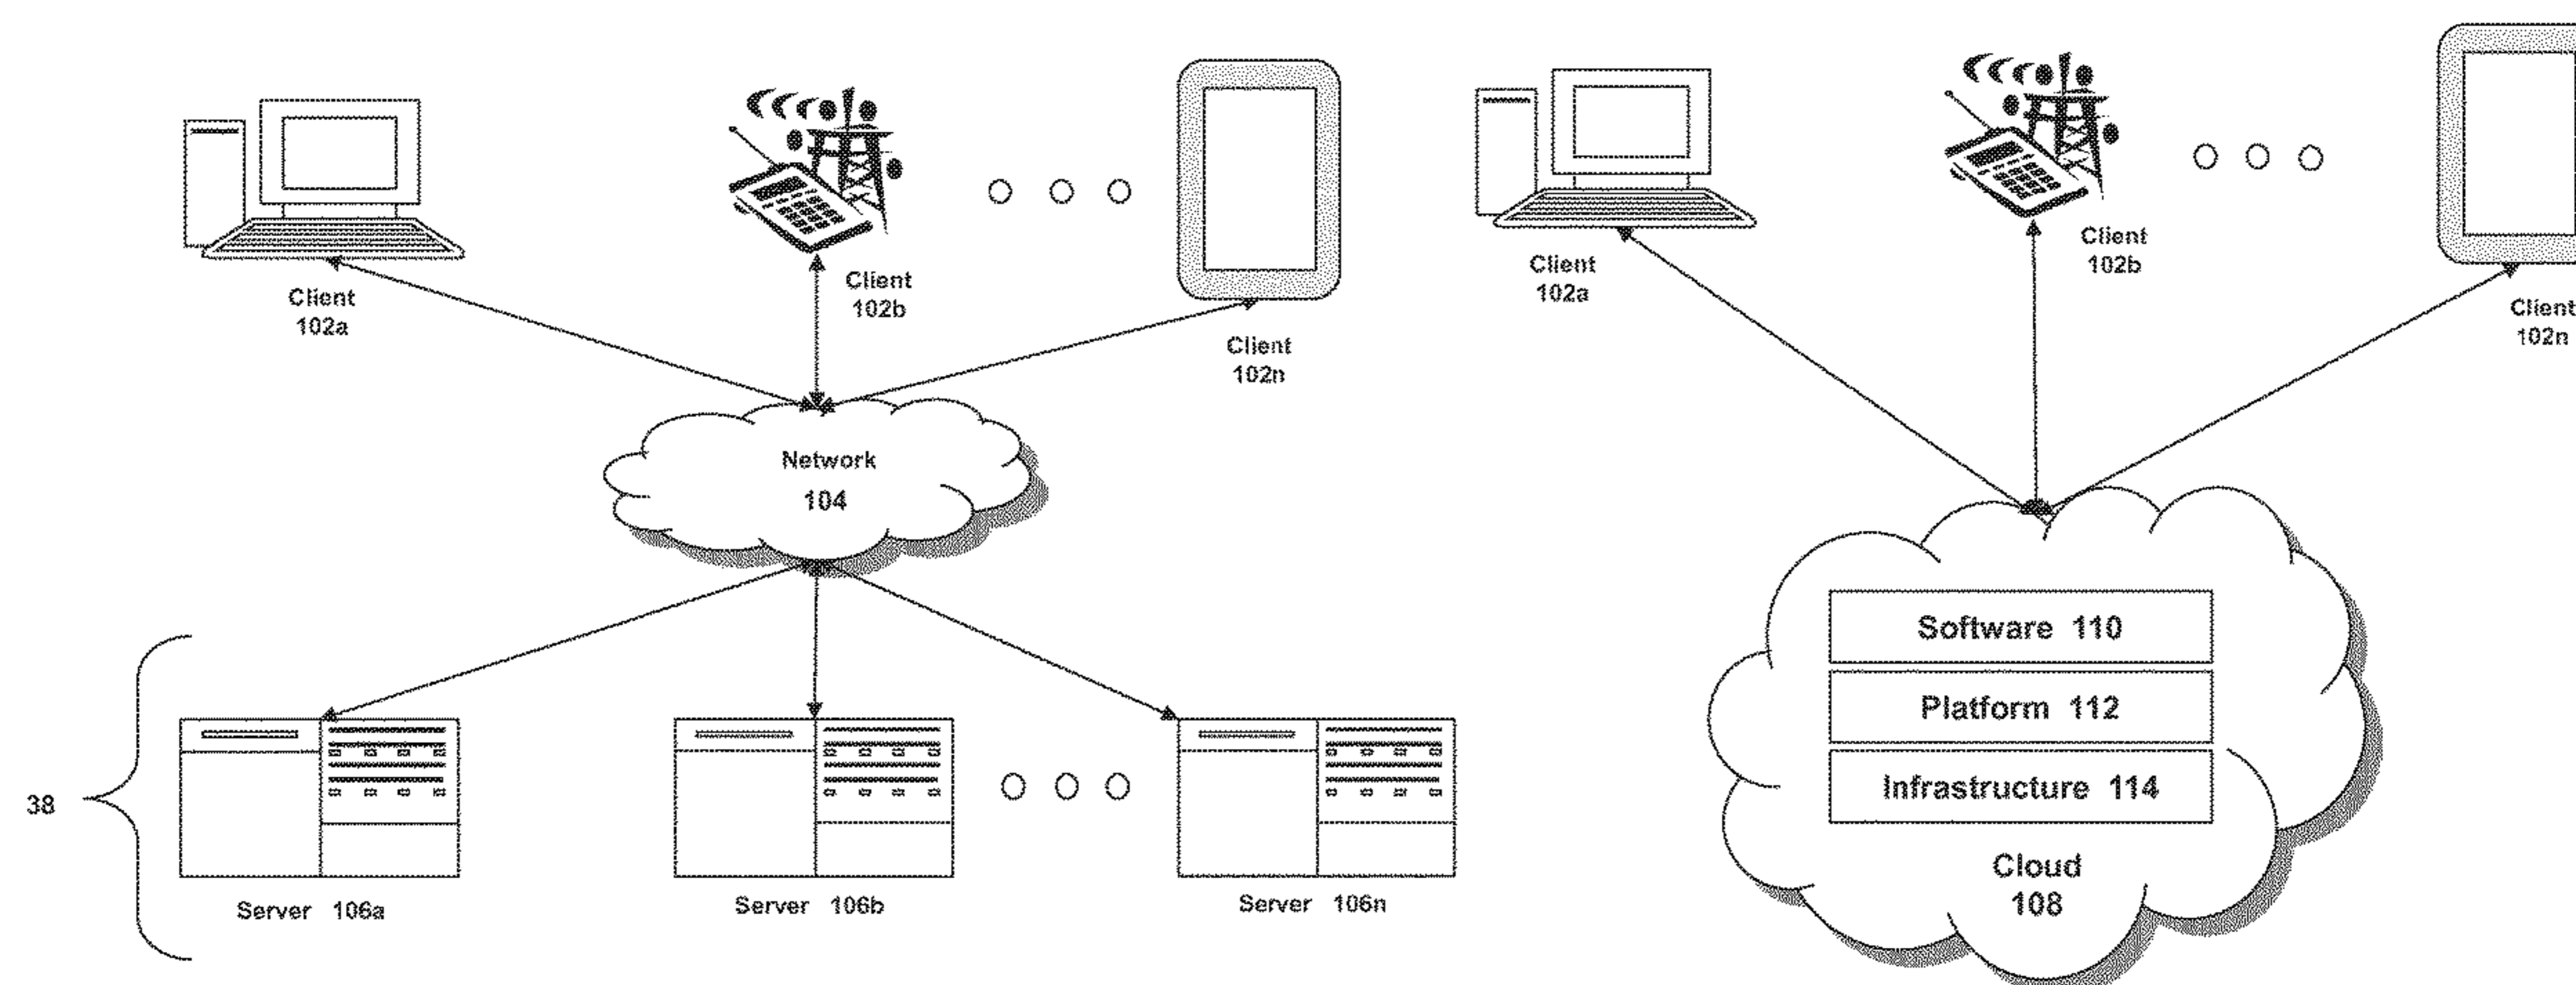 Client
102a
Client
102b
Client
102n
Network
104
38
Server 106a
Server 106b
Server 106n
Client
102a
Client
102b
Client
102n
Software 110
Platform 112
Infrastructure 114
Cloud
108